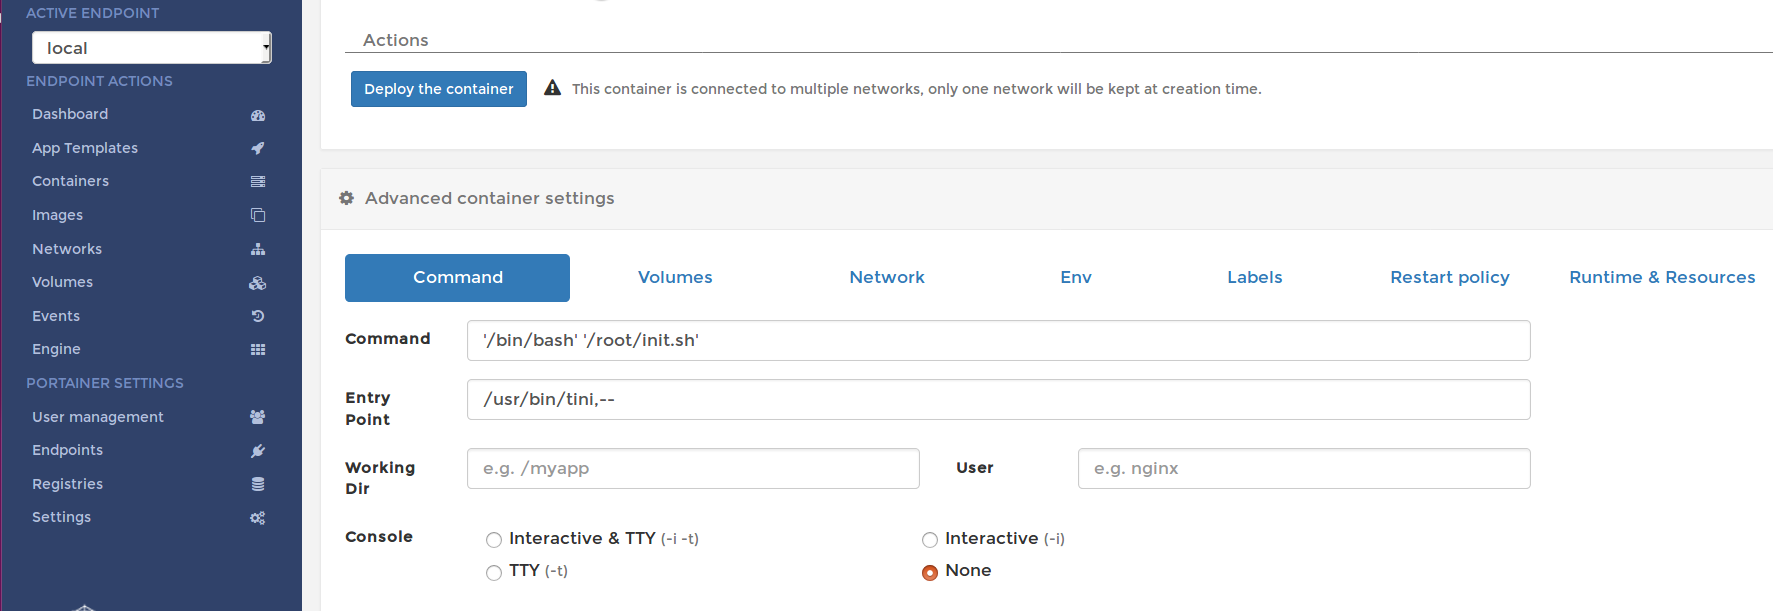 ACTIVE ENDPOINT
local
ENDPOINT ACTIONS
Dashboard
App Templates
Containers
Images
Networks
Volumes
Events
Engine
PORTAINER SETTINGS
User management
Endpoints
Registries
Settings
Actions
Deploy the container
This container is connected to multiple networks, only one network will be kept at creation time.
Advanced container settings
Command Volumes Network Env Labels Restart policy Runtime & Resources
Command '/bin/bash' '/root/init.sh'
Entry Point /usr/bin/tini,--
Working Dir e.g. /myapp User e.g. nginx
Console Interactive & TTY (-i -t) Interactive (-i)
TTY (-t) None